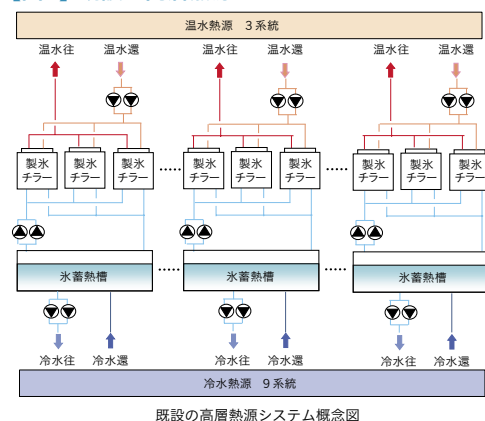 温水熱源 3系統
温水往 温水還 温水往 温水還 温水往 温水還
製氷チラー 製氷チラー 製氷チラー ・・・・・ 製氷チラー 製氷チラー 製氷チラー ・・・・・ 製氷チラー 製氷チラー 製氷チラー
氷蓄熱槽 ・・・・・ 氷蓄熱槽 ・・・・・ 氷蓄熱槽
冷水往 冷水還 冷水往 冷水還 冷水往 冷水還
冷水熱源 9系統
既設の高層熱源システム概念図